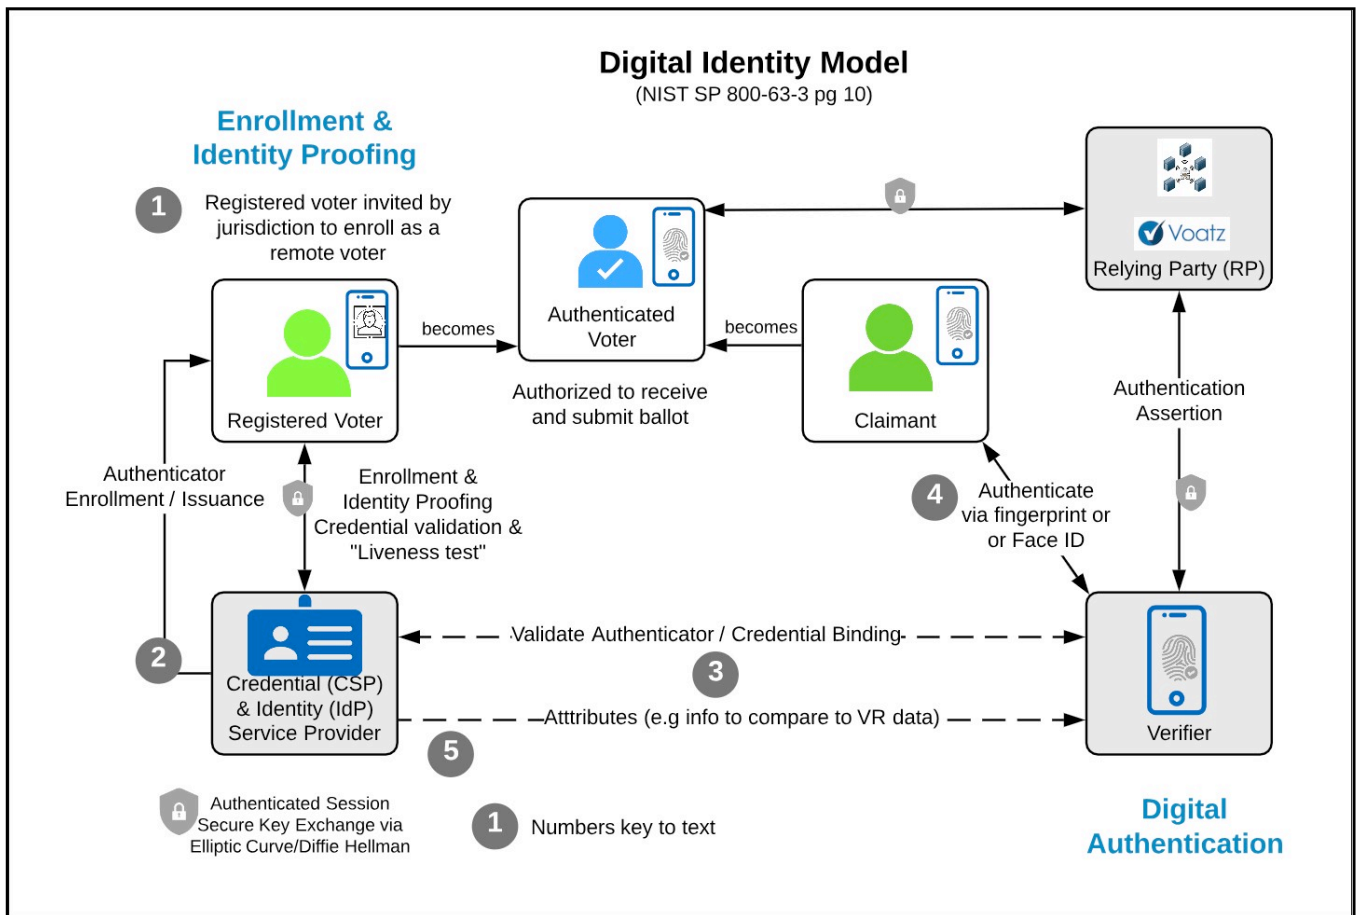 Digital Identity Model
(NIST SP 800-63-3 pg 10)
Enrollment &
Identity Proofing
1
Registered voter invited by
jurisdiction to enroll as a
remote voter
Voatz
Relying Party (RP)
Authenticated
Voter
becomes
becomes
Registered Voter
Authorized to receive
and submit ballot
Claimant
Authentication
Assertion
Authenticator
Enrollment / Issuance
Enrollment &
Identity Proofing
Credential validation &
"Liveness test"
4
Authenticate
via fingerprint or
or Face ID
2
Validate Authenticator / Credential Binding
3
Credential (CSP)
& Identity (IdP)
Service Provider
Atttributes (e.g info to compare to VR data)
5
Verifier
Authenticated Session
Secure Key Exchange via
Elliptic Curve/Diffie Hellman
1
Numbers key to text
Digital
Authentication